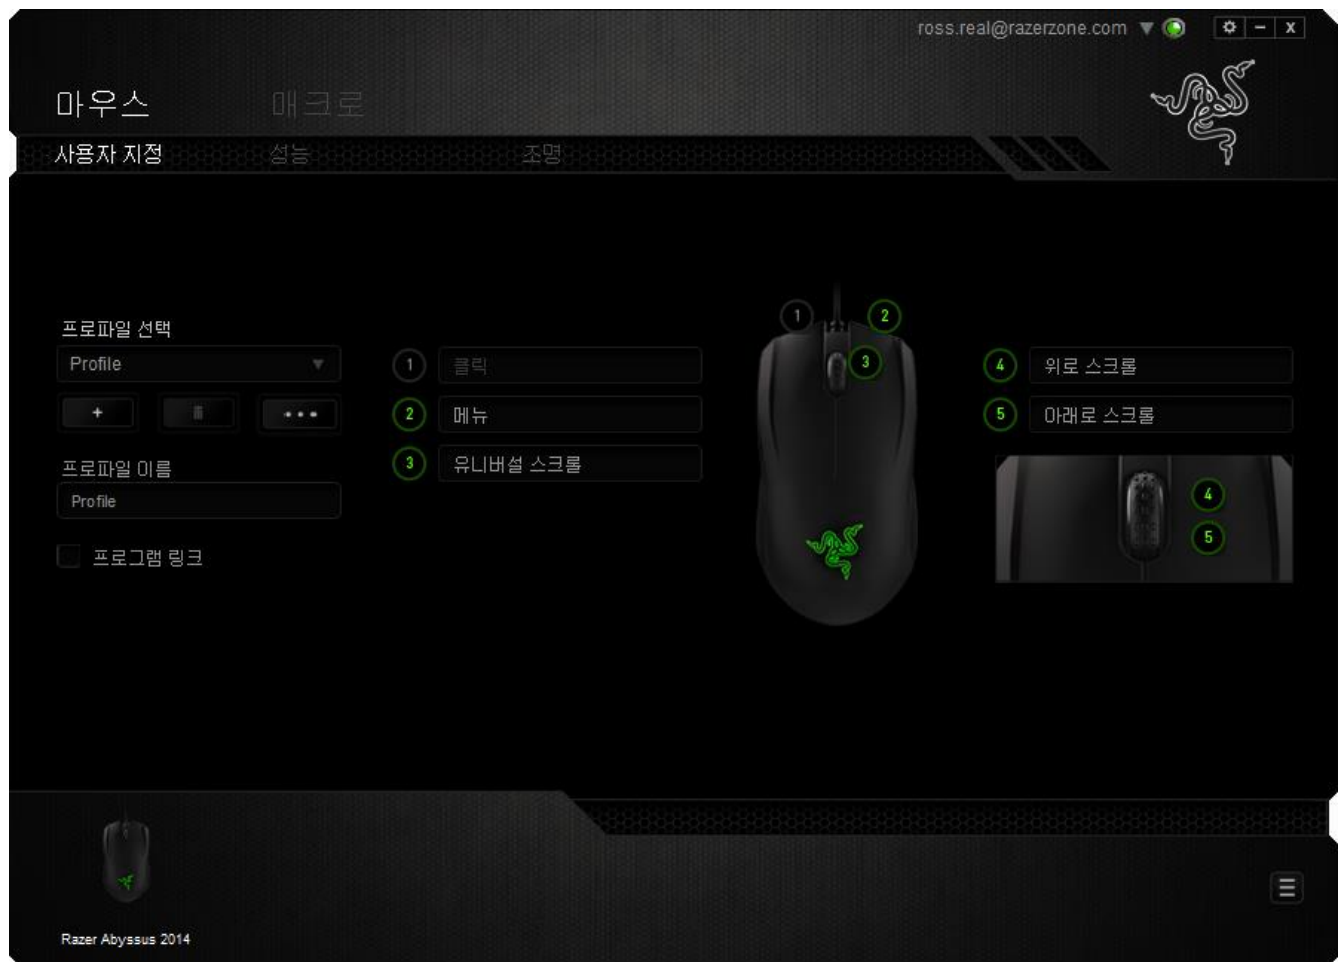 ross.real@razerzone.com
마우스 매크로
사용자 지정 성능 조명
프로파일 선택
Profile
프로파일 이름
Profile
프로그램 링크
1 클릭
2 메뉴
3 유니버설 스크롤
1 2
3
4 위로 스크롤
5 아래로 스크롤
4
5
Razer Abyssus 2014